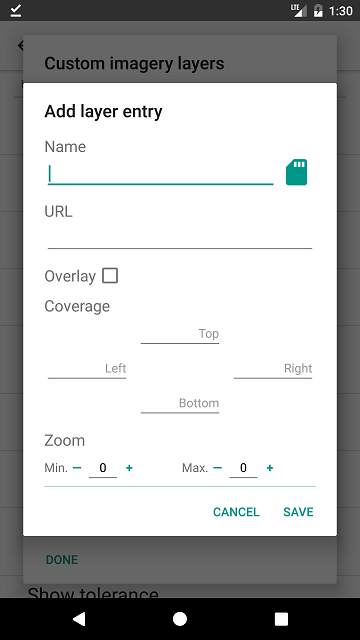 LTE 1:30
Custom imagery layers
Add layer entry
Name
URL
Overlay
Coverage
Top
Left Right
Bottom
Zoom
Min. − 0 + Max. − 0 +
CANCEL SAVE
DONE
Show tolerance